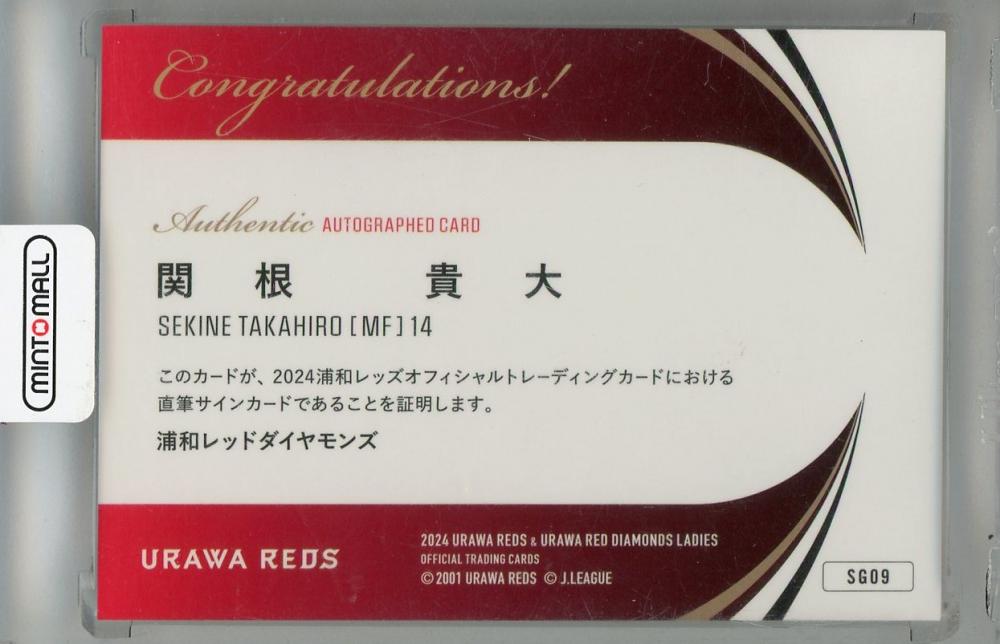 Congratulations!
Authentic AUTOGRAPHED CARD
関根 貴大
SEKINE TAKAHIRO [MF] 14
このカードが、2024浦和レッズオフィシャルトレーディングカードにおける
直筆サインカードであることを証明します。
浦和レッドダイヤモンズ
URAWA REDS
2024 URAWA REDS & URAWA RED DIAMONDS LADIES
OFFICIAL TRADING CARDS
©2001 URAWA REDS © J.LEAGUE
SG09
MINT MALL